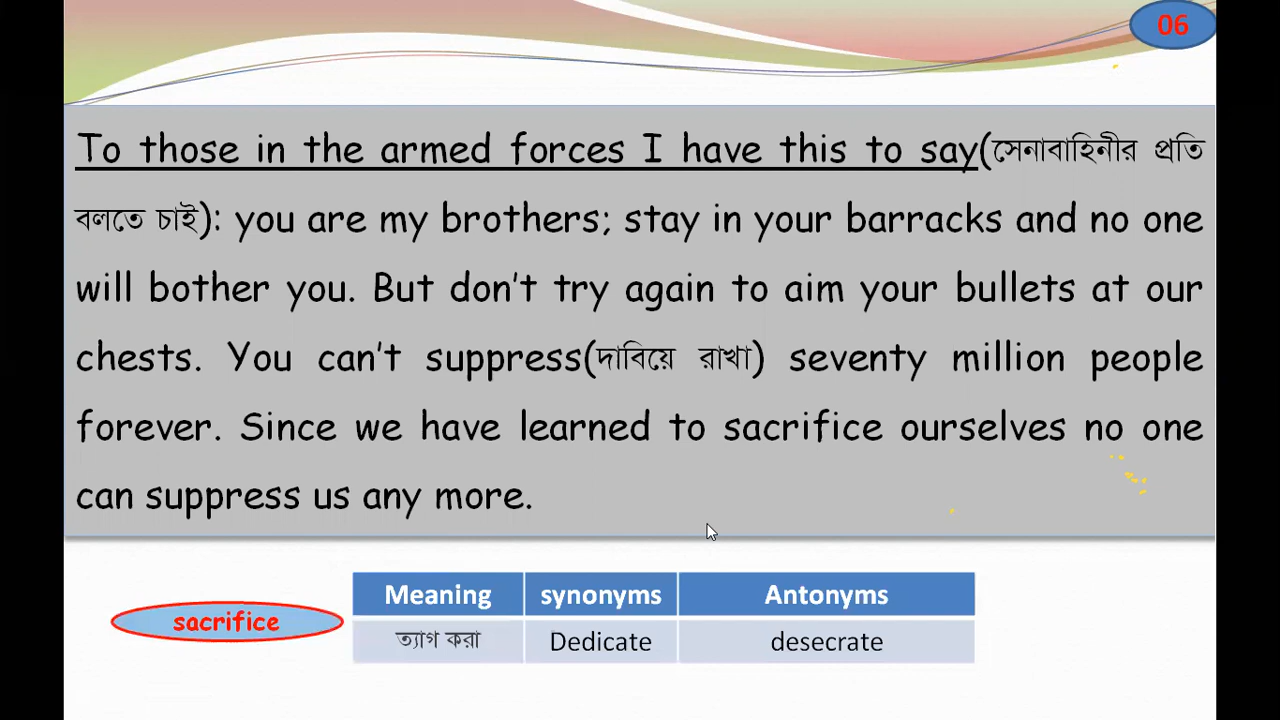 06
To those in the armed forces I have this to say(সেনাবাহিনীর প্রতি
বলতে চাই): you are my brothers; stay in your barracks and no one
will bother you. But don't try again to aim your bullets at our
chests. You can't suppress(দাবিয়ে রাখা) seventy million people
forever. Since we have learned to sacrifice ourselves no one
can suppress us any more.
Meaning synonyms Antonyms
sacrifice
ত্যাগ করা Dedicate desecrate